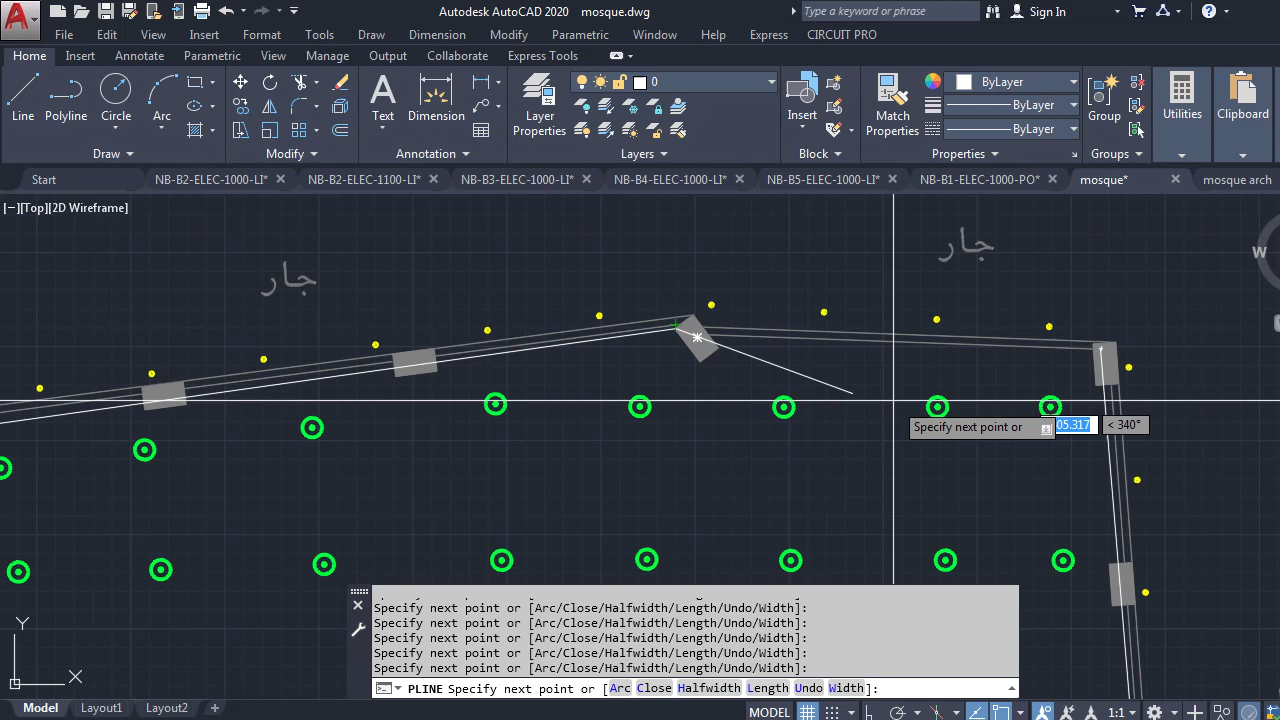 Autodesk AutoCAD 2020 mosque.dwg
Type a keyword or phrase
Sign In
File Edit View Insert Format Tools Draw Dimension Modify Parametric Window Help Express CIRCUIT PRO
Home Insert Annotate Parametric View Manage Output Collaborate Express Tools
Line Polyline Circle Arc
Text Dimension
Layer Properties
0
Insert
Match Properties
ByLayer
ByLayer
ByLayer
Group
Utilities
Clipboard
Draw Modify Annotation Layers Block Properties Groups
Start NB-B2-ELEC-1000-LI* NB-B2-ELEC-1100-LI* NB-B3-ELEC-1000-LI* NB-B4-ELEC-1000-LI* NB-B5-ELEC-1000-LI* NB-B1-ELEC-1000-PO* mosque* mosque arch
[−][Top][2D Wireframe]
جار
جار
W
Specify next point or
05.317
< 340°
Specify next point or [Arc/Close/Halfwidth/Length/Undo/Width]:
Specify next point or [Arc/Close/Halfwidth/Length/Undo/Width]:
Specify next point or [Arc/Close/Halfwidth/Length/Undo/Width]:
Specify next point or [Arc/Close/Halfwidth/Length/Undo/Width]:
Specify next point or [Arc/Close/Halfwidth/Length/Undo/Width]:
PLINE Specify next point or [Arc Close Halfwidth Length Undo Width]:
Y
X
Model Layout1 Layout2
MODEL
1:1